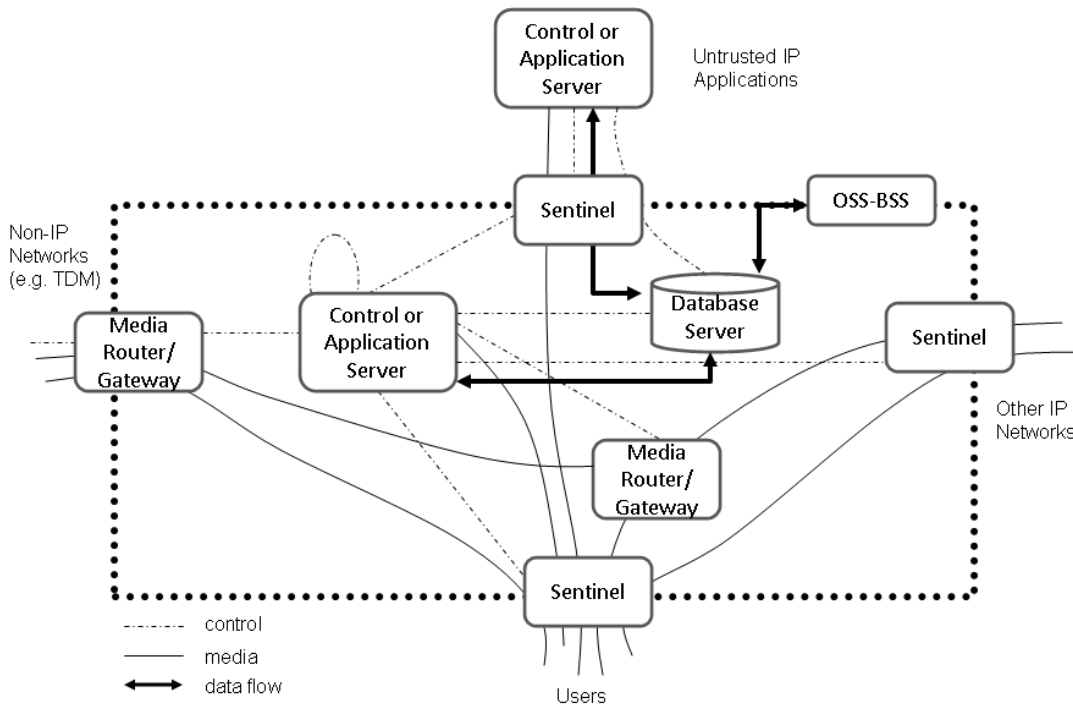 Control or
Application
Server
Untrusted IP
Applications
Sentinel
OSS-BSS
Non-IP
Networks
(e.g. TDM)
Media
Router/
Gateway
Control or
Application
Server
Database
Server
Sentinel
Other IP
Networks
Media
Router/
Gateway
Sentinel
control
media
data flow
Users